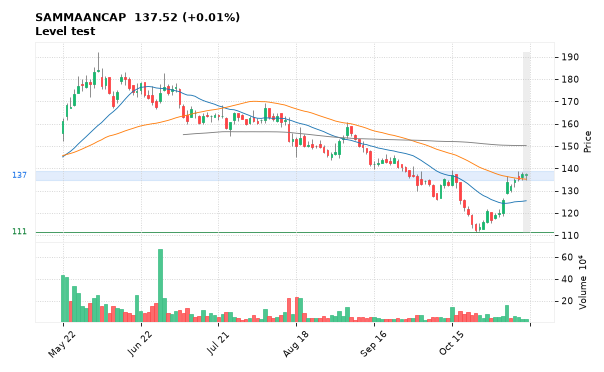 SAMMAANCAP 137.52 (+0.01%)
Level test
190
180
170
160
150
140
130
120
110
Price
137
111
60
40
20
Volume 10⁴
May 22
Jun 22
Jul 21
Aug 18
Sep 16
Oct 15